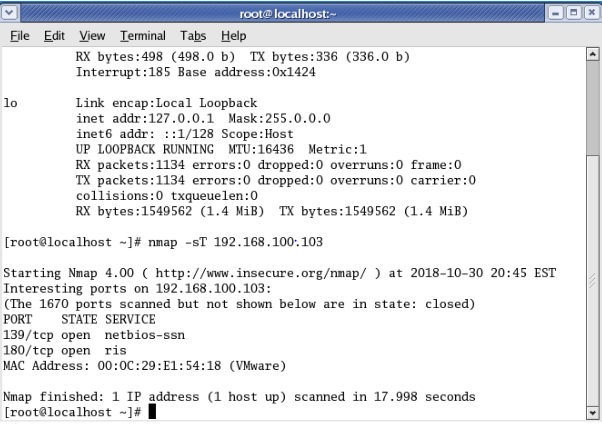 root@localhost:~
File Edit View Terminal Tabs Help
RX bytes:498 (498.0 b)  TX bytes:336 (336.0 b)
Interrupt:185 Base address:0x1424
lo        Link encap:Local Loopback
inet addr:127.0.0.1  Mask:255.0.0.0
inet6 addr: ::1/128 Scope:Host
UP LOOPBACK RUNNING  MTU:16436  Metric:1
RX packets:1134 errors:0 dropped:0 overruns:0 frame:0
TX packets:1134 errors:0 dropped:0 overruns:0 carrier:0
collisions:0 txqueuelen:0
RX bytes:1549562 (1.4 MiB)  TX bytes:1549562 (1.4 MiB)
[root@localhost ~]# nmap -sT 192.168.100.103
Starting Nmap 4.00 ( http://www.insecure.org/nmap/ ) at 2018-10-30 20:45 EST
Interesting ports on 192.168.100.103:
(The 1670 ports scanned but not shown below are in state: closed)
PORT    STATE SERVICE
139/tcp open  netbios-ssn
180/tcp open  ris
MAC Address: 00:0C:29:E1:54:18 (VMware)
Nmap finished: 1 IP address (1 host up) scanned in 17.998 seconds
[root@localhost ~]#